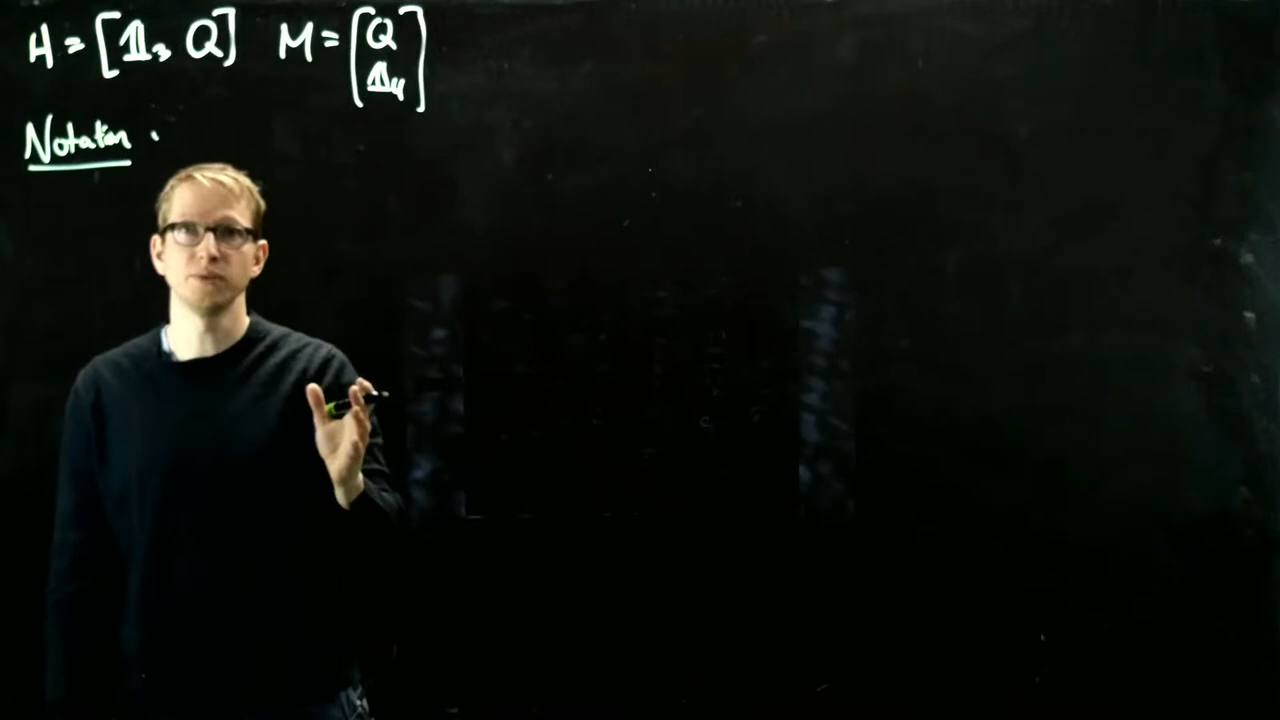 H = [𝟙₃ Q] M = [Q
𝟙₄]
Notation .